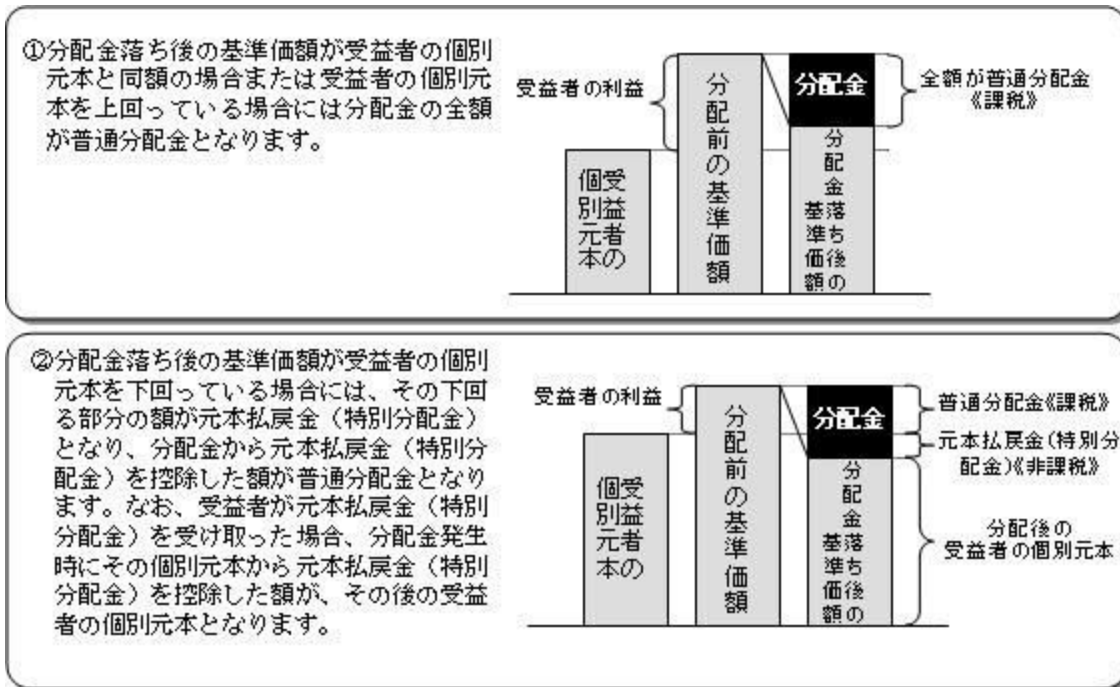 ①分配金落ち後の基準価額が受益者の個別
元本と同額の場合または受益者の個別元
本を上回っている場合には分配金の全額
が普通分配金となります。
受益者の利益
受益者の
個別元本
分配前の基準価額
分配金
分配金落ち後の
基準価額
全額が普通分配金
《課税》
②分配金落ち後の基準価額が受益者の個別
元本を下回っている場合には、その下回
る部分の額が元本払戻金（特別分配金）
となり、分配金から元本払戻金（特別分
配金）を控除した額が普通分配金となり
ます。なお、受益者が元本払戻金（特別
分配金）を受け取った場合、分配金発生
時にその個別元本から元本払戻金（特別
分配金）を控除した額が、その後の受益
者の個別元本となります。
受益者の利益
受益者の
個別元本
分配前の基準価額
分配金
分配金落ち後の
基準価額
普通分配金《課税》
元本払戻金(特別分
配金)《非課税》
分配後の
受益者の個別元本